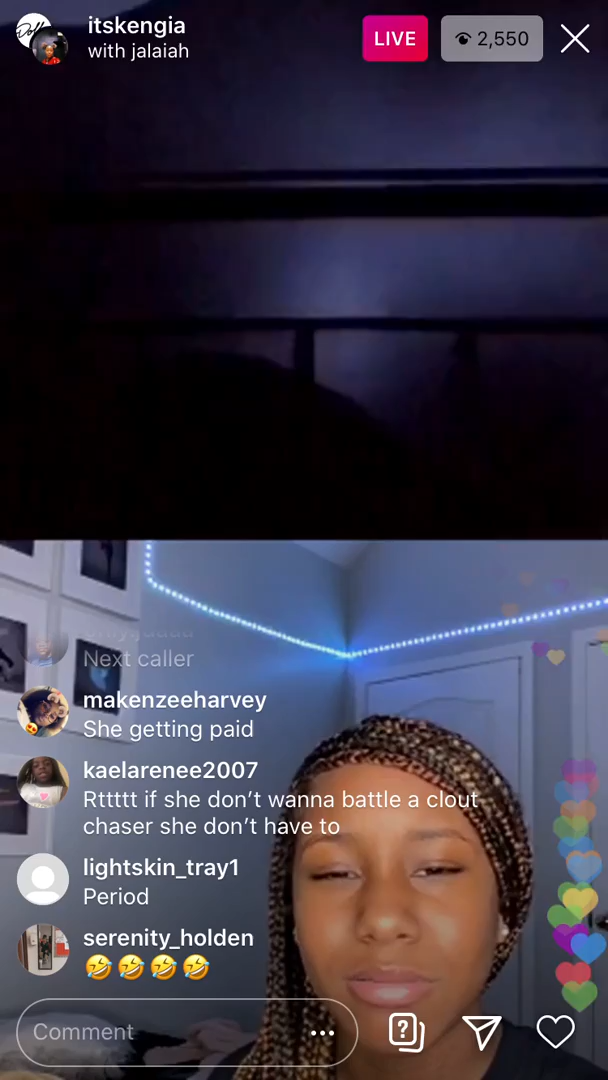 itskengia
with jalaiah
LIVE
2,550
Next caller
makenzeeharvey
She getting paid
kaelarenee2007
Rttttt if she don’t wanna battle a clout
chaser she don’t have to
lightskin_tray1
Period
serenity_holden
🤣🤣🤣🤣
Comment